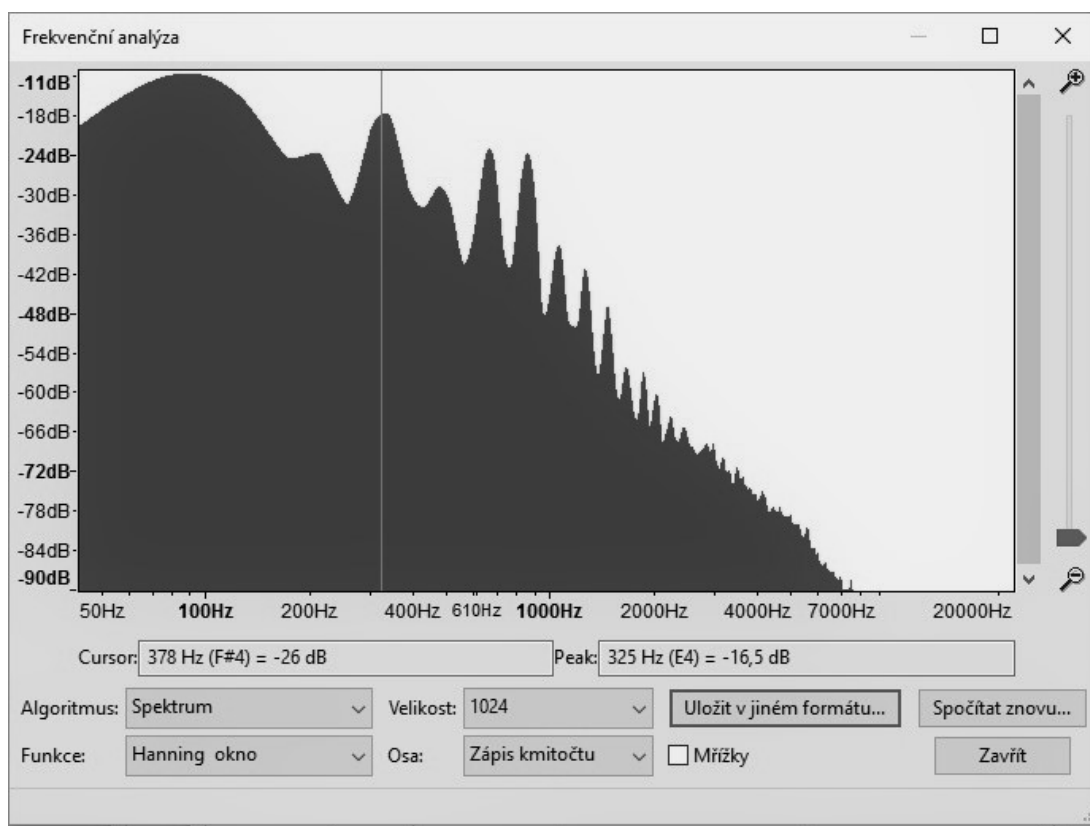 Frekvenční analýza
-11dB
-18dB
-24dB
-30dB
-36dB
-42dB
-48dB
-54dB
-60dB
-66dB
-72dB
-78dB
-84dB
-90dB
50Hz 100Hz 200Hz 400Hz 610Hz 1000Hz 2000Hz 4000Hz 7000Hz 20000Hz
Cursor: 378 Hz (F#4) = -26 dB Peak: 325 Hz (E4) = -16,5 dB
Algoritmus: Spektrum Velikost: 1024 Uložit v jiném formátu... Spočítat znovu...
Funkce: Hanning okno Osa: Zápis kmitočtu Mřížky Zavřít